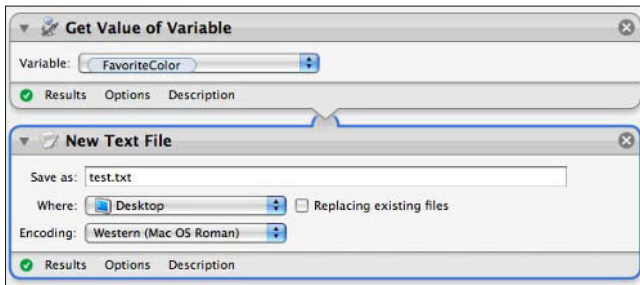 Get Value of Variable
Variable: FavoriteColor
Results Options Description
New Text File
Save as: test.txt
Where: Desktop Replacing existing files
Encoding: Western (Mac OS Roman)
Results Options Description